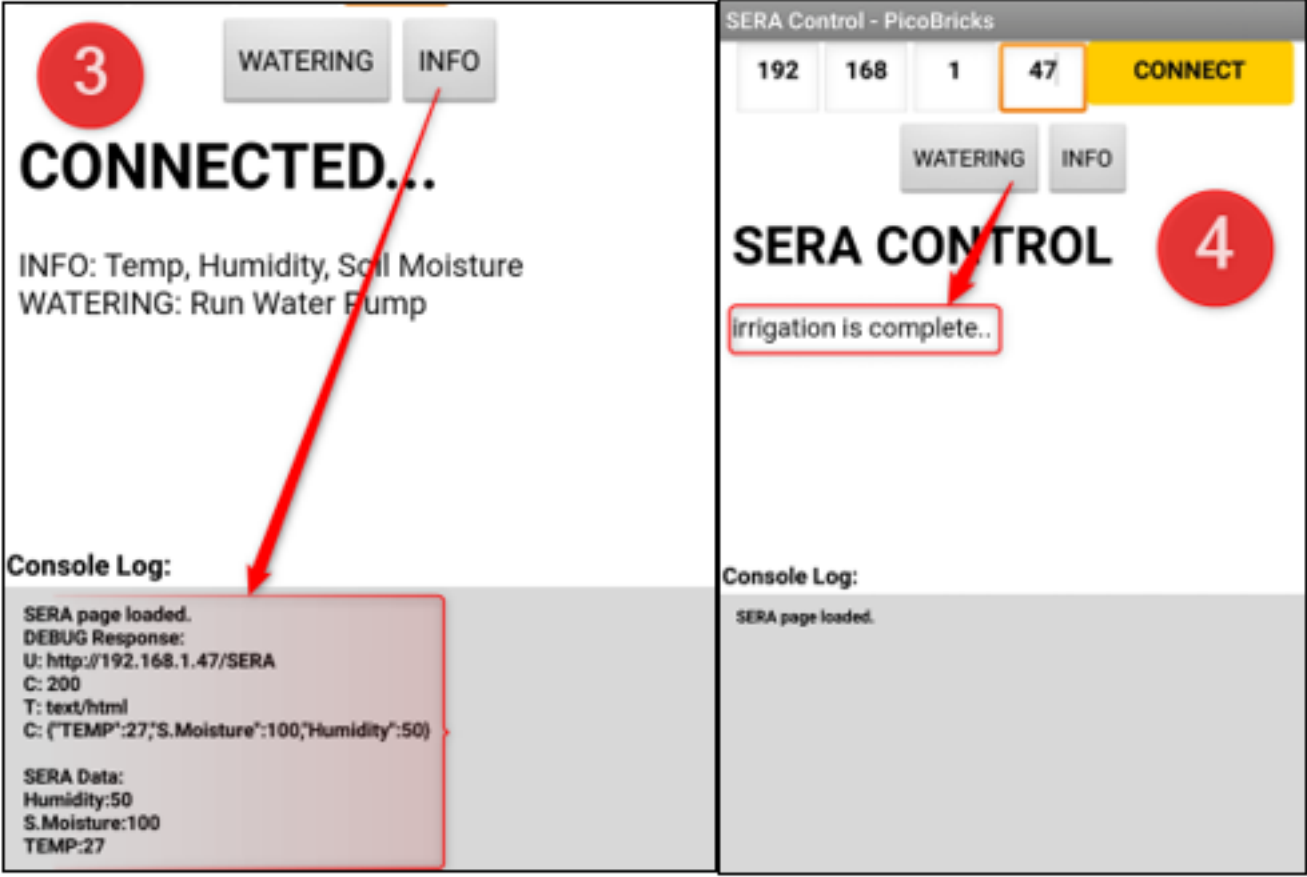 3
WATERING INFO
CONNECTED...
INFO: Temp, Humidity, Soil Moisture
WATERING: Run Water Pump
Console Log:
SERA page loaded.
DEBUG Response:
U: http://192.168.1.47/SERA
C: 200
T: text/html
C: {"TEMP":27,"S.Moisture":100,"Humidity":50}
SERA Data:
Humidity:50
S.Moisture:100
TEMP:27
SERA Control - PicoBricks
192 168 1 47 CONNECT
WATERING INFO
SERA CONTROL
4
irrigation is complete..
Console Log:
SERA page loaded.